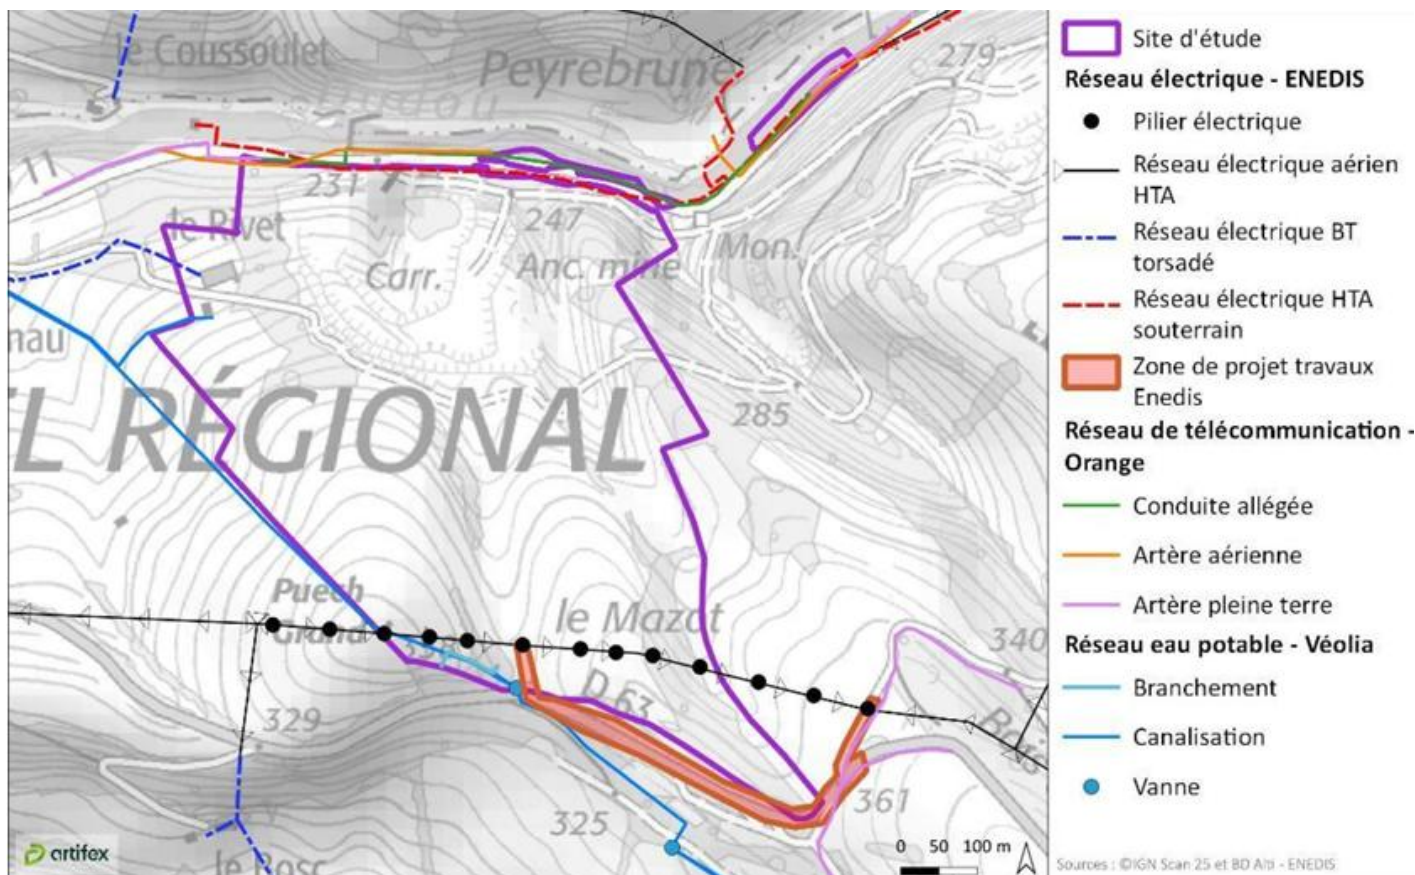 le Coussoulet
Peyrebrune
279
11
231
le Rivet
247
Carr.
Anc. mine
Mon.
nau
EL RÉGIONAL
285
Puech
Grand
le Mazot
D 63
340
Bois
329
361
325
le Bosc
artifex
0 50 100 m
Site d'étude
Réseau électrique - ENEDIS
Pilier électrique
Réseau électrique aérien
HTA
Réseau électrique BT
torsadé
Réseau électrique HTA
souterrain
Zone de projet travaux
Enedis
Réseau de télécommunication -
Orange
Conduite allégée
Artère aérienne
Artère pleine terre
Réseau eau potable - Véolia
Branchement
Canalisation
Vanne
Sources : ©IGN Scan 25 et BD Alti - ENEDIS